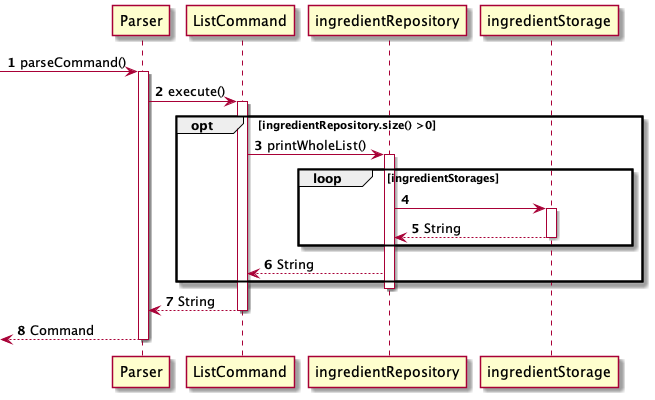 Parser ListCommand ingredientRepository ingredientStorage
1 parseCommand()
2 execute()
opt [ingredientRepository.size() >0]
3 printWholeList()
loop [ingredientStorages]
4
5 String
6 String
7 String
8 Command
Parser ListCommand ingredientRepository ingredientStorage